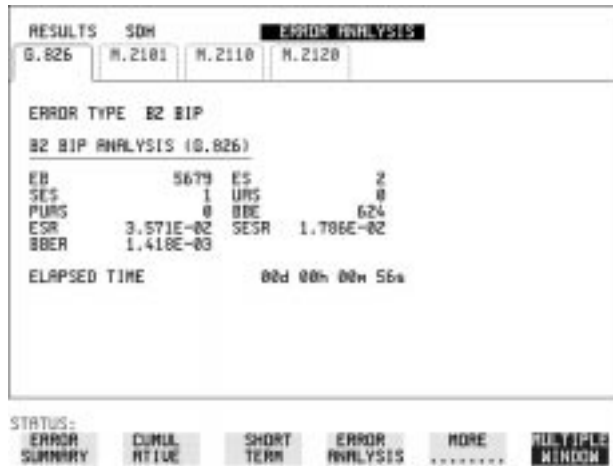 RESULTS SDH ERROR ANALYSIS
G.826 M.2101 M.2110 M.2120
ERROR TYPE B2 BIP
B2 BIP ANALYSIS (G.826)
EB 5679 ES 2
SES 1 UAS 0
PUAS 0 BBE 624
ESR 3.571E-02 SESR 1.786E-02
BBER 1.418E-03
ELAPSED TIME 00d 00h 00m 56s
STATUS:
ERROR SUMMARY CUMULATIVE SHORT TERM ERROR ANALYSIS MORE ........ MULTIPLE WINDOW